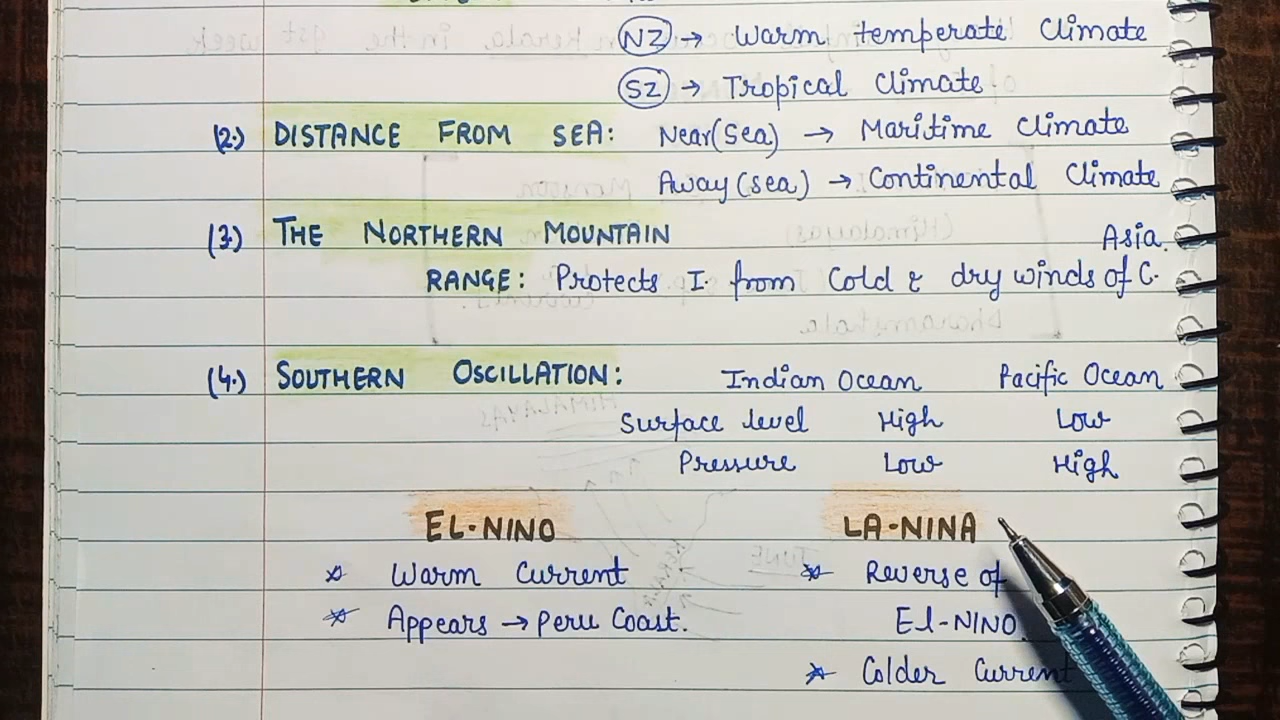 NZ → Warm temperate Climate
SZ → Tropical Climate.
(2.) DISTANCE FROM SEA: Near(Sea) → Maritime Climate
Away(sea) → Continental Climate
(3.) THE NORTHERN MOUNTAIN Asia.
RANGE: Protects I. from Cold & dry winds of C.
(4.) SOUTHERN OSCILLATION: Indian Ocean Pacific Ocean
Surface level High Low
Pressure Low High
EL-NINO LA-NINA
* Warm Current * Reverse of
* Appears → Peru Coast. El-NINO.
* Colder Current